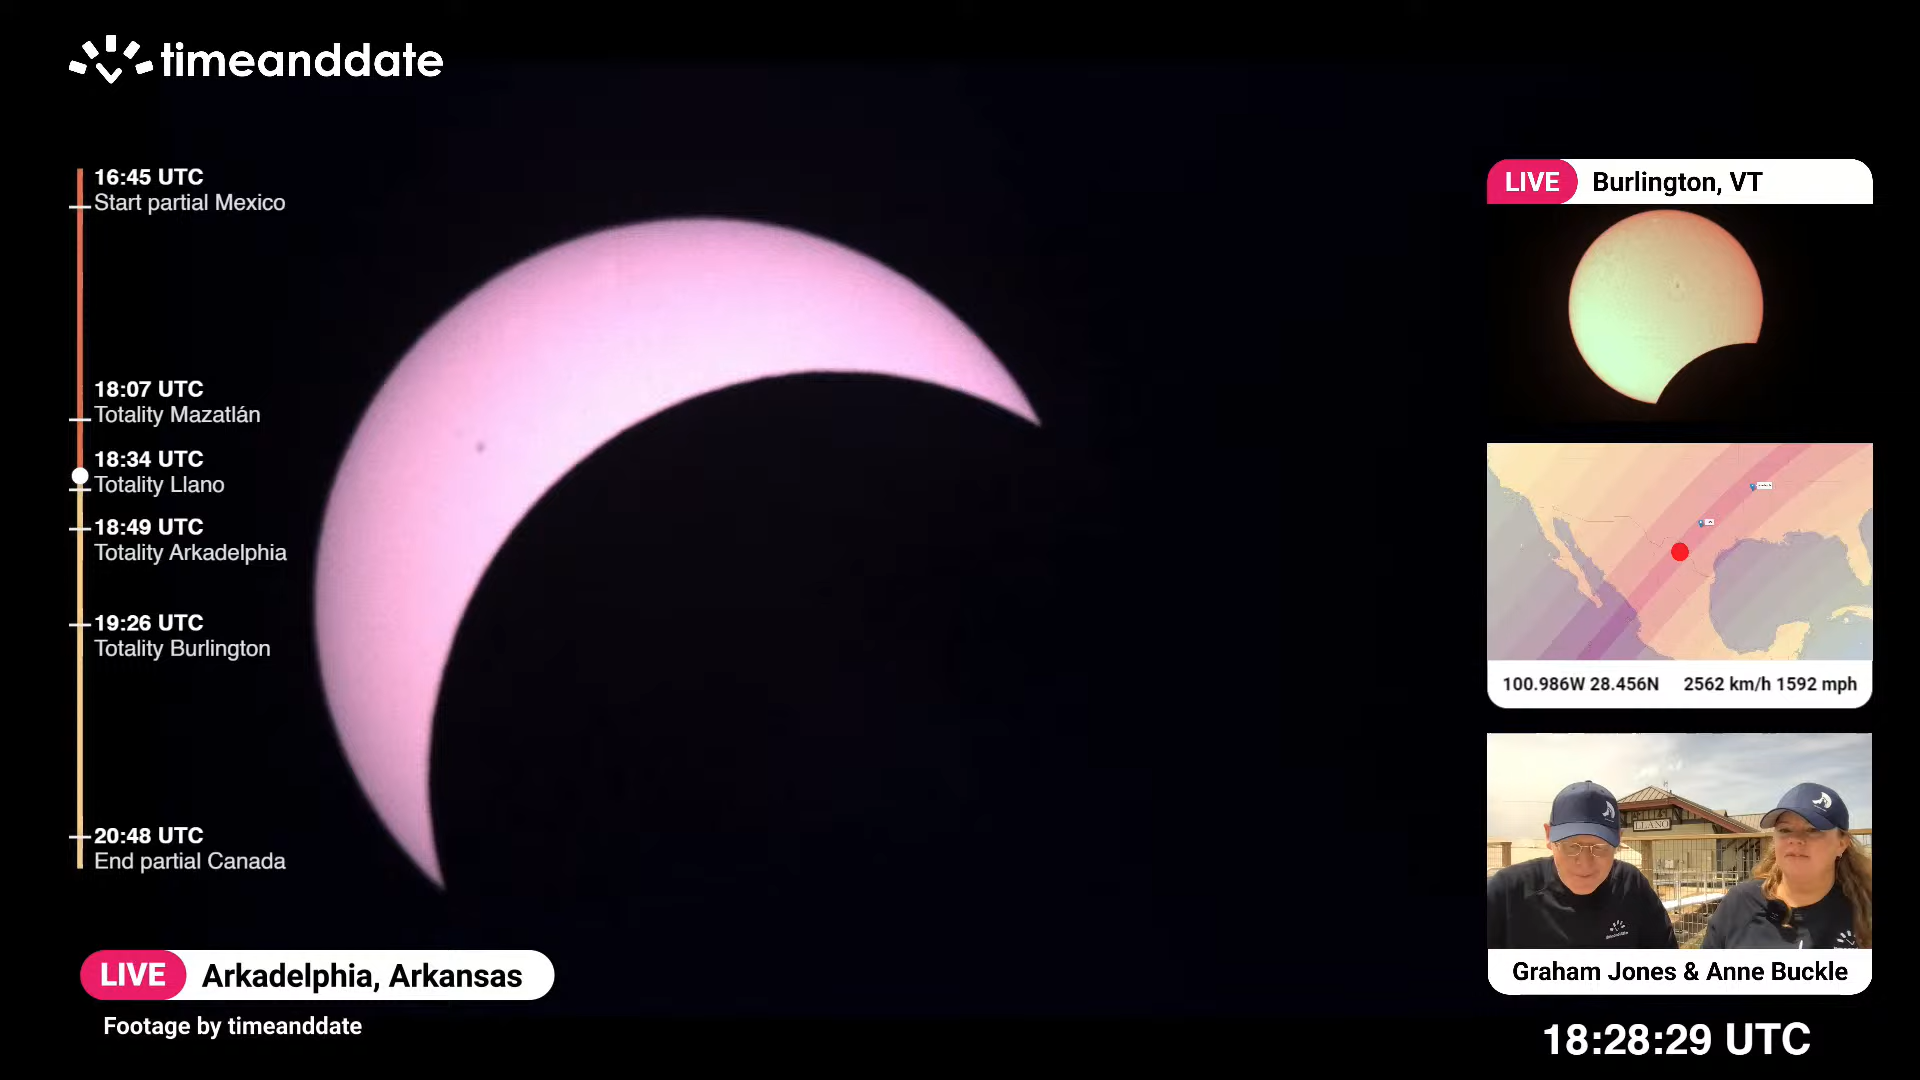 timeanddate
16:45 UTC
Start partial Mexico
18:07 UTC
Totality Mazatlán
18:34 UTC
Totality Llano
18:49 UTC
Totality Arkadelphia
19:26 UTC
Totality Burlington
20:48 UTC
End partial Canada
LIVE Arkadelphia, Arkansas
Footage by timeanddate
LIVE Burlington, VT
100.986W 28.456N 2562 km/h 1592 mph
LLANO
timeanddate
Graham Jones & Anne Buckle
18:28:29 UTC